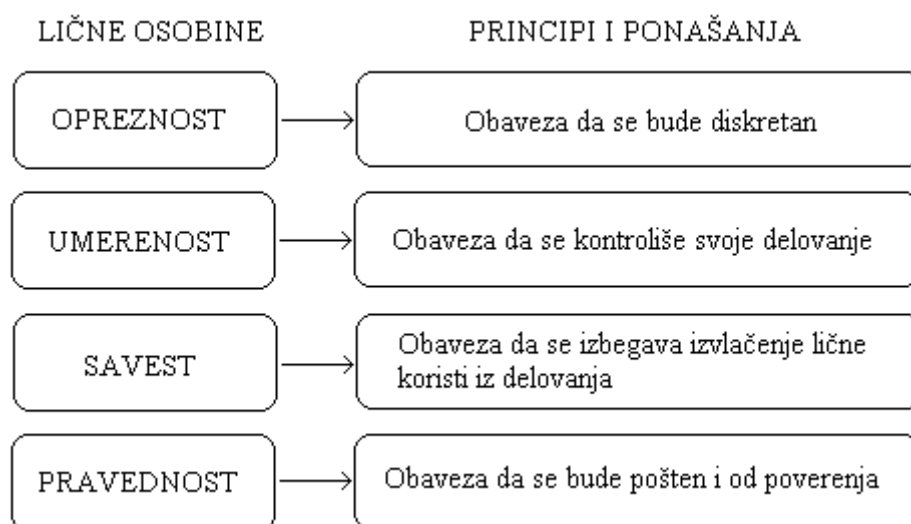 LIČNE OSOBINE
PRINCIPI I PONAŠANJA
OPREZNOST
Obaveza da se bude diskretan
UMERENOST
Obaveza da se kontroliše svoje delovanje
SAVEST
Obaveza da se izbegava izvlačenje lične
koristi iz delovanja
PRAVEDNOST
Obaveza da se bude pošten i od poverenja